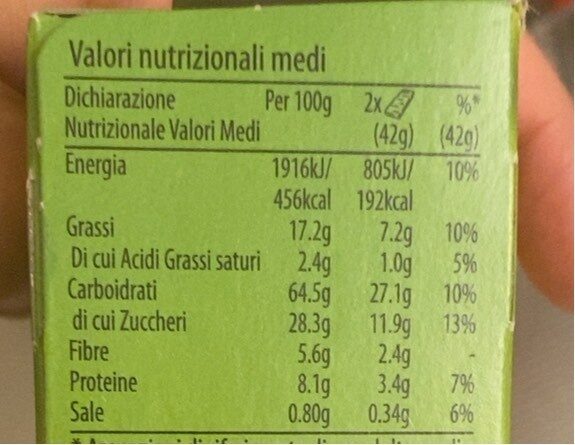 Valori nutrizionali medi
Dichiarazione Per 100g 2x %*
Nutrizionale Valori Medi (42g) (42g)
Energia 1916kJ/ 805kJ/ 10%
456kcal 192kcal
Grassi 17.2g 7.2g 10%
Di cui Acidi Grassi saturi 2.4g 1.0g 5%
Carboidrati 64.5g 27.1g 10%
di cui Zuccheri 28.3g 11.9g 13%
Fibre 5.6g 2.4g -
Proteine 8.1g 3.4g 7%
Sale 0.80g 0.34g 6%